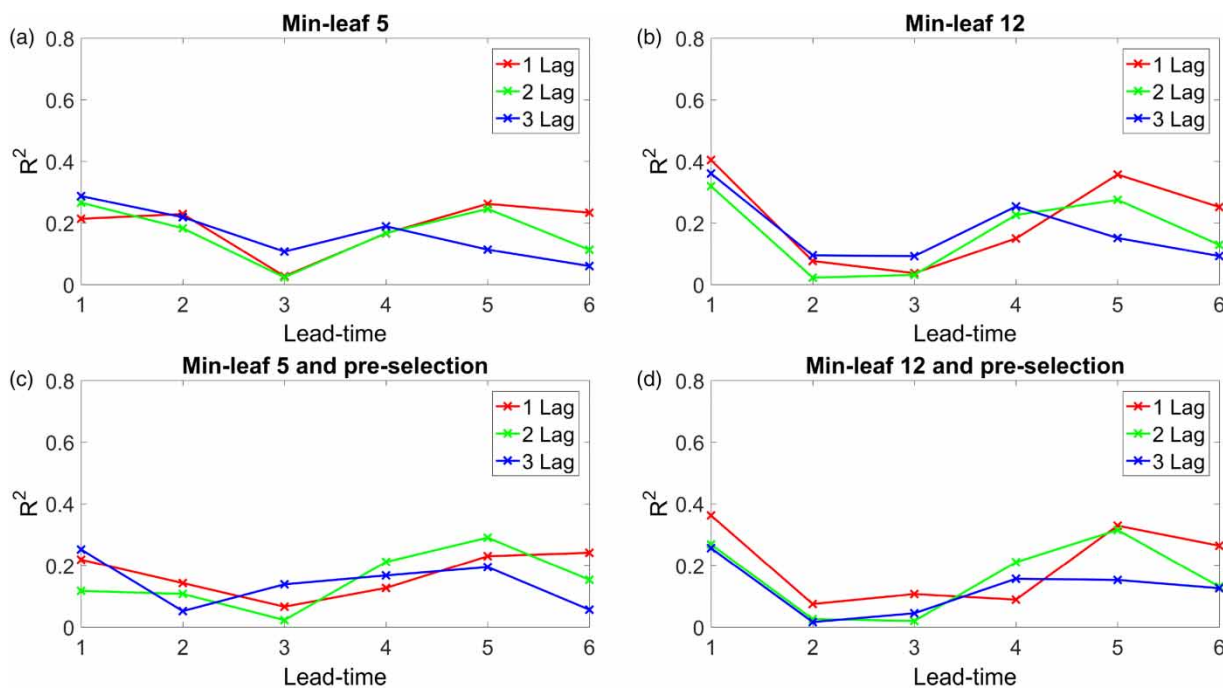 (a)
Min-leaf 5
0.8
0.6
0.4
0.2
0
R²
1 Lag
2 Lag
3 Lag
1 2 3 4 5 6
Lead-time
(b)
Min-leaf 12
0.8
0.6
0.4
0.2
0
R²
1 Lag
2 Lag
3 Lag
1 2 3 4 5 6
Lead-time
(c)
Min-leaf 5 and pre-selection
0.8
0.6
0.4
0.2
0
R²
1 Lag
2 Lag
3 Lag
1 2 3 4 5 6
Lead-time
(d)
Min-leaf 12 and pre-selection
0.8
0.6
0.4
0.2
0
R²
1 Lag
2 Lag
3 Lag
1 2 3 4 5 6
Lead-time